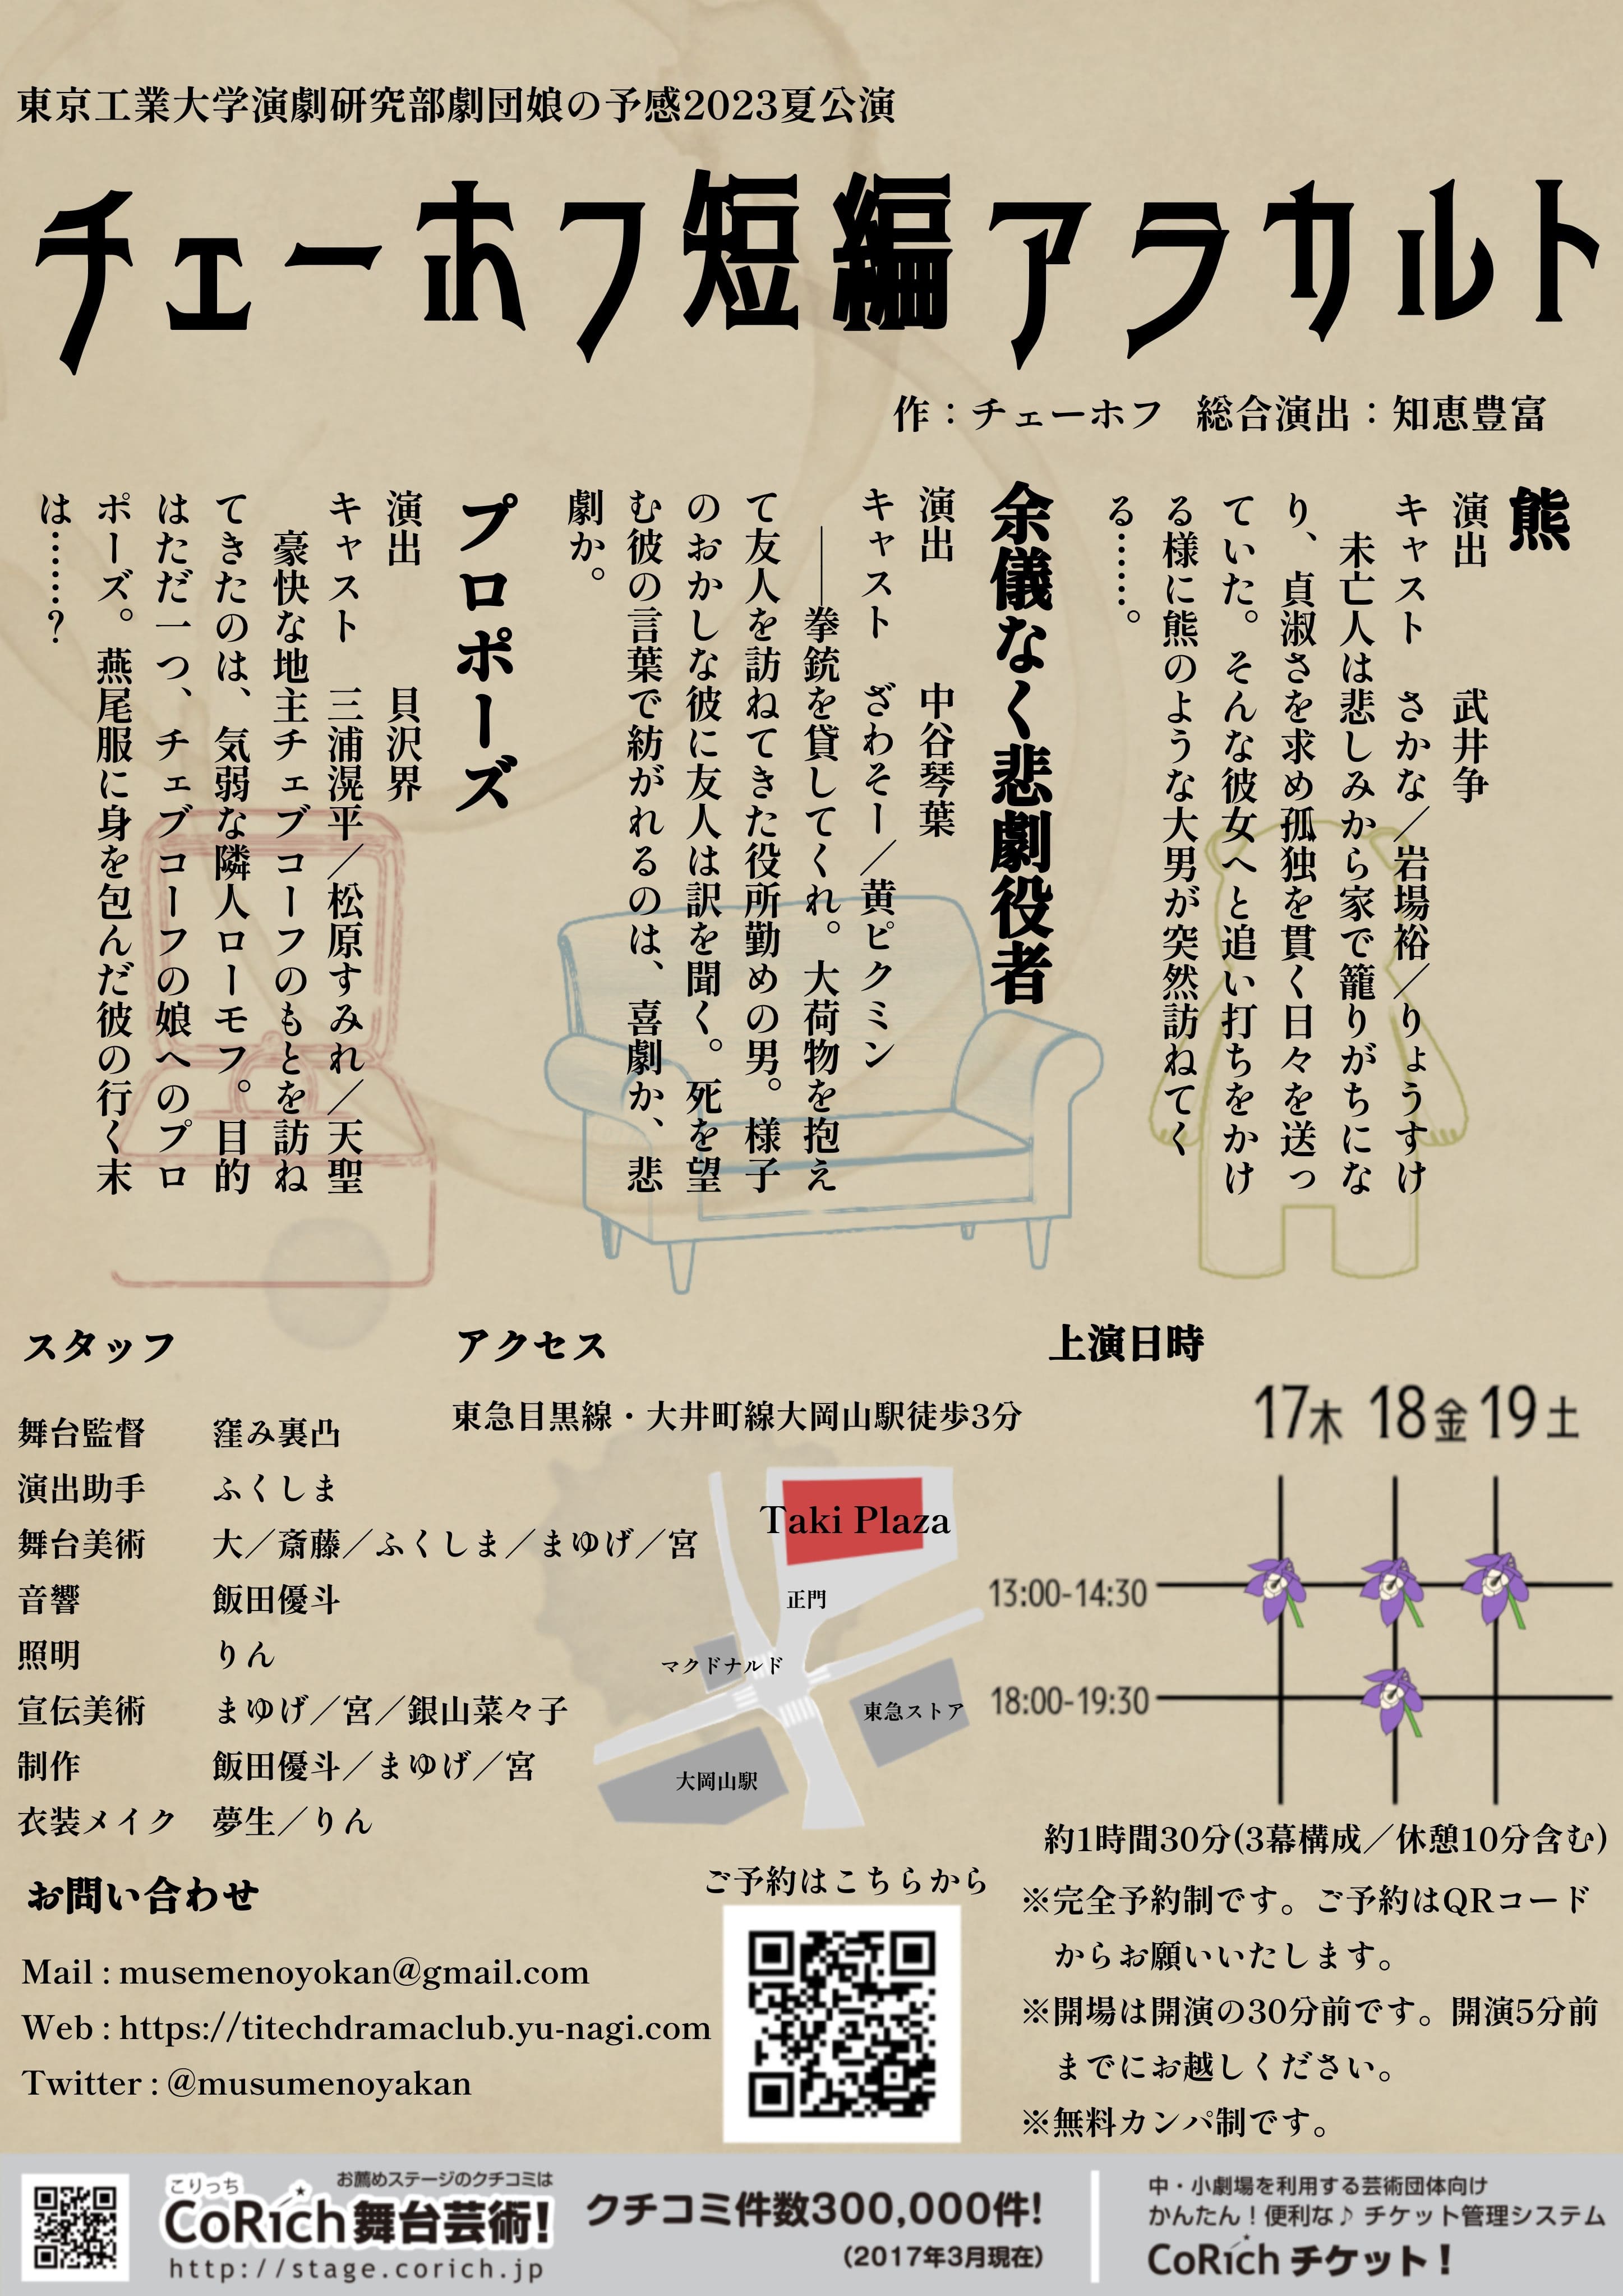 東京工業大学演劇研究部劇団娘の予感2023夏公演
チェーホフ短編アラカルト
作：チェーホフ　総合演出：知恵豊富
熊
演出　　　武井争
キャスト　さかな／岩場裕／りょうすけ
　未亡人は悲しみから家で籠りがちにな
り、貞淑さを求め孤独を貫く日々を送っ
ていた。そんな彼女へと追い打ちをかけ
る様に熊のような大男が突然訪ねてく
る……。
余儀なく悲劇役者
演出　　　中谷琴葉
キャスト　ざわそー／黄ピクミン
　――拳銃を貸してくれ。大荷物を抱え
て友人を訪ねてきた役所勤めの男。様子
のおかしな彼に友人は訳を聞く。死を望
む彼の言葉で紡がれるのは、喜劇か、悲
劇か。
プロポーズ
演出　　　貝沢界
キャスト　三浦滉平／松原すみれ／天聖
　豪快な地主チェブコーフのもとを訪ね
てきたのは、気弱な隣人ローモフ。目的
はただ一つ、チェブコーフの娘へのプロ
ポーズ。燕尾服に身を包んだ彼の行く末
は……？
スタッフ
舞台監督　窪み裏凸
演出助手　ふくしま
舞台美術　大／斎藤／ふくしま／まゆげ／宮
音響　飯田優斗
照明　りん
宣伝美術　まゆげ／宮／銀山菜々子
制作　飯田優斗／まゆげ／宮
衣装メイク　夢生／りん
アクセス
東急目黒線・大井町線大岡山駅徒歩3分
Taki Plaza
正門
マクドナルド
東急ストア
大岡山駅
上演日時
17木 18金 19土
13:00-14:30
18:00-19:30
約1時間30分(3幕構成／休憩10分含む)
※完全予約制です。ご予約はQRコード
からお願いいたします。
※開場は開演の30分前です。開演5分前
までにお越しください。
※無料カンパ制です。
お問い合わせ
Mail : musemenoyokan@gmail.com
Web : https://titechdramaclub.yu-nagi.com
Twitter : @musumenoyakan
ご予約はこちらから
こりっち
お薦めステージのクチコミは
CoRich舞台芸術！
http://stage.corich.jp
クチコミ件数300,000件！
（2017年3月現在）
中・小劇場を利用する芸術団体向け
かんたん！便利な♪ チケット管理システム
CoRich チケット！